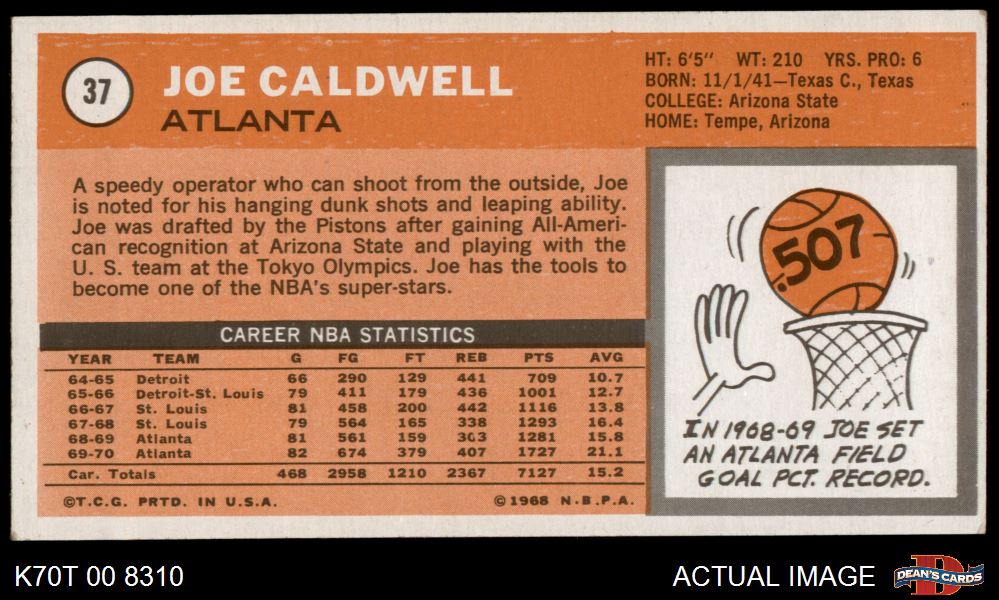 37
JOE CALDWELL
ATLANTA
HT: 6'5" WT: 210 YRS. PRO: 6
BORN: 11/1/41—Texas C., Texas
COLLEGE: Arizona State
HOME: Tempe, Arizona
A speedy operator who can shoot from the outside, Joe
is noted for his hanging dunk shots and leaping ability.
Joe was drafted by the Pistons after gaining All-Ameri-
can recognition at Arizona State and playing with the
U. S. team at the Tokyo Olympics. Joe has the tools to
become one of the NBA's super-stars.
CAREER NBA STATISTICS
YEAR TEAM G FG FT REB PTS AVG
64-65 Detroit 66 290 129 441 709 10.7
65-66 Detroit-St. Louis 79 411 179 436 1001 12.7
66-67 St. Louis 81 458 200 442 1116 13.8
67-68 St. Louis 79 564 165 338 1293 16.4
68-69 Atlanta 81 561 159 303 1281 15.8
69-70 Atlanta 82 674 379 407 1727 21.1
Car. Totals 468 2958 1210 2367 7127 15.2
©T.C.G. PRTD. IN U.S.A. ©1968 N.B.P.A.
.507
IN 1968-69 JOE SET
AN ATLANTA FIELD
GOAL PCT. RECORD.
K70T 00 8310 ACTUAL IMAGE
D
DEAN'S CARDS